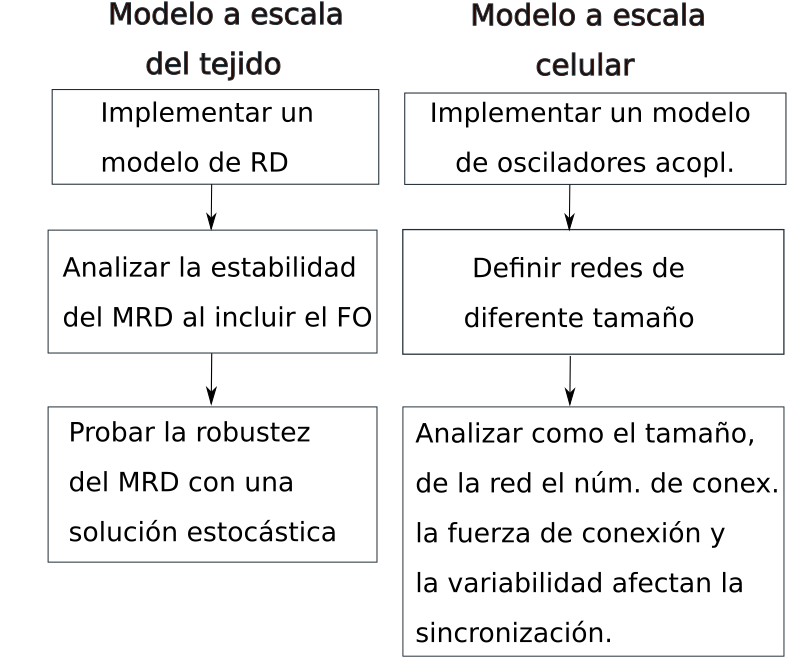 Modelo a escala
del tejido
Implementar un
modelo de RD
Analizar la estabilidad
del MRD al incluir el FO
Probar la robustez
del MRD con una
solución estocástica
Modelo a escala
celular
Implementar un modelo
de osciladores acopl.
Definir redes de
diferente tamaño
Analizar como el tamaño,
de la red el núm. de conex.
la fuerza de conexión y
la variabilidad afectan la
sincronización.